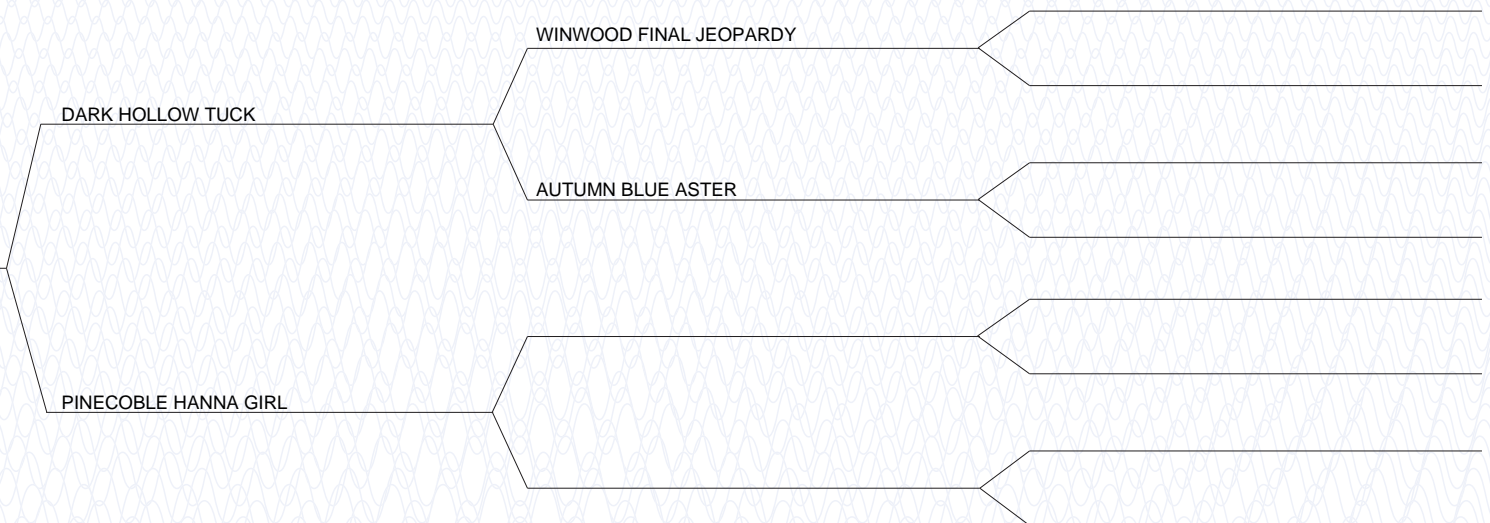 WINWOOD FINAL JEOPARDY
DARK HOLLOW TUCK
AUTUMN BLUE ASTER
PINECOBLE HANNA GIRL